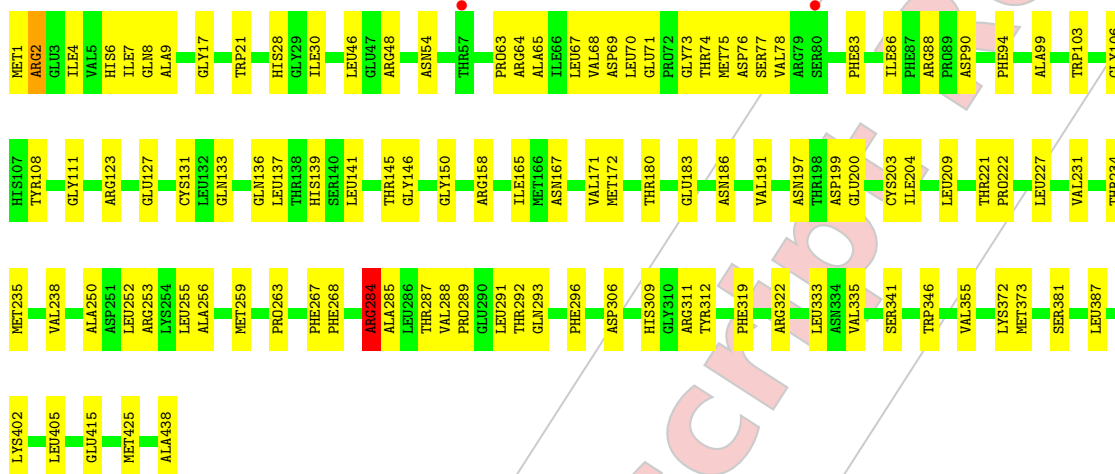 MET1 ARG2 GLU3 ILE4 VAL5 HIS6 ILE7 GLN8 ALA9 GLY17 TRP21 HIS28 GLY29 ILE30 LEU46 GLU47 ARG48 ASN54 THR57 PRO63 ARG64 ALA65 ILE66 LEU67 VAL68 ASP69 LEU70 GLU71 PRO72 GLY73 THR74 MET75 ASP76 SER77 VAL78 ARG79 SER80 PHE83 ILE86 PHE87 ARG88 PRO89 ASP90 PHE94 ALA99 TRP103 GLY106
HIS107 TYR108 GLY111 ARG123 GLU127 CYS131 LEU132 GLN133 GLN136 LEU137 THR138 HIS139 SER140 LEU141 THR145 GLY146 GLY150 ARG158 ILE165 MET166 ASN167 VAL171 MET172 THR180 GLU183 ASN186 VAL191 ASN197 THR198 ASP199 GLU200 CYS203 ILE204 LEU209 THR221 PRO222 LEU227 VAL231 THR234
MET235 VAL238 ALA250 ASP251 LEU252 ARG253 LYS254 LEU255 ALA256 MET259 PRO263 PHE267 PHE268 ARG284 ALA285 LEU286 THR287 VAL288 PRO289 GLU290 LEU291 THR292 GLN293 PHE296 ASP306 HIS309 GLY310 ARG311 TYR312 PHE319 ARG322 LEU333 ASN334 VAL335 SER341 TRP346 VAL355 LYS372 MET373 SER381 LEU387
LYS402 LEU405 GLU415 MET425 ALA438